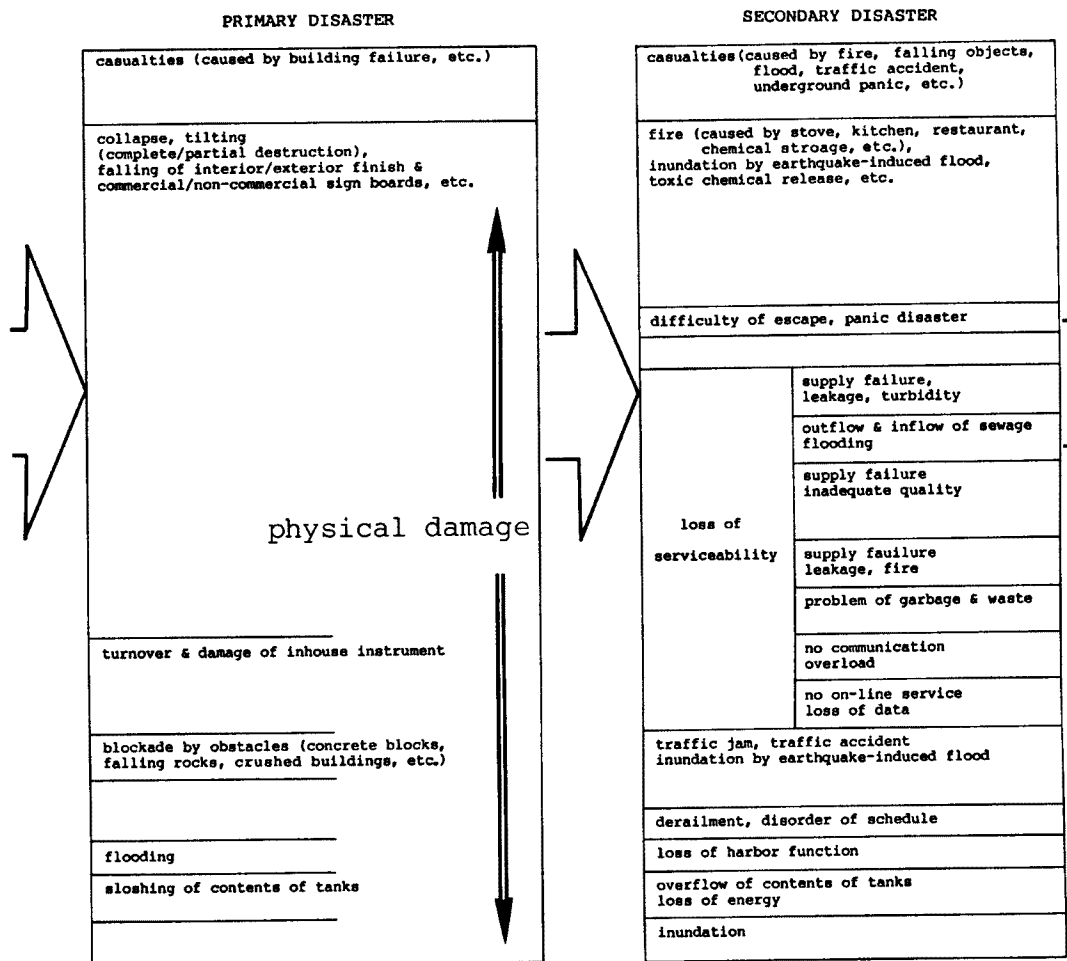 PRIMARY DISASTER
casualties (caused by building failure, etc.)
collapse, tilting
(complete/partial destruction),
falling of interior/exterior finish &
commercial/non-commercial sign boards, etc.
physical damage
turnover & damage of inhouse instrument
blockade by obstacles (concrete blocks,
falling rocks, crushed buildings, etc.)
flooding
sloshing of contents of tanks
SECONDARY DISASTER
casualties(caused by fire, falling objects,
flood, traffic accident,
underground panic, etc.)
fire (caused by stove, kitchen, restaurant,
chemical stroage, etc.),
inundation by earthquake-induced flood,
toxic chemical release, etc.
difficulty of escape, panic disaster
loss of
serviceability
supply failure,
leakage, turbidity
outflow & inflow of sewage
flooding
supply failure
inadequate quality
supply fauilure
leakage, fire
problem of garbage & waste
no communication
overload
no on-line service
loss of data
traffic jam, traffic accident
inundation by earthquake-induced flood
derailment, disorder of schedule
loss of harbor function
overflow of contents of tanks
loss of energy
inundation